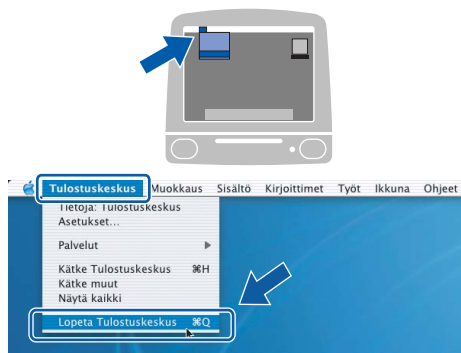 Tulostuskeskus Muokkaus Sisältö Kirjoittimet Työt Ikkuna Ohjeet
Tietoja: Tulostuskeskus
Asetukset...
Palvelut
Kätke Tulostuskeskus ⌘H
Kätke muut
Näytä kaikki
Lopeta Tulostuskeskus ⌘Q